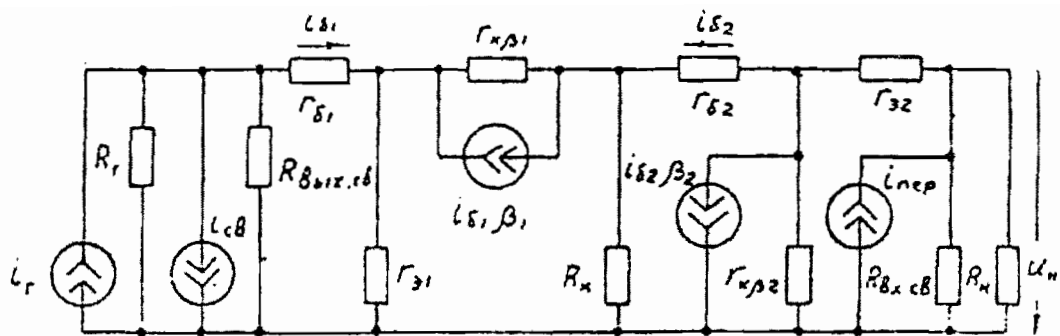 iб1
rкβ1
iб2
rб1
rб2
rэ2
Rг
Rвых.св
iб2β2
iпер
iсв
iб1β1
iг
rэ1
Rк
rкβ2
Rвх.св
Rн
uн